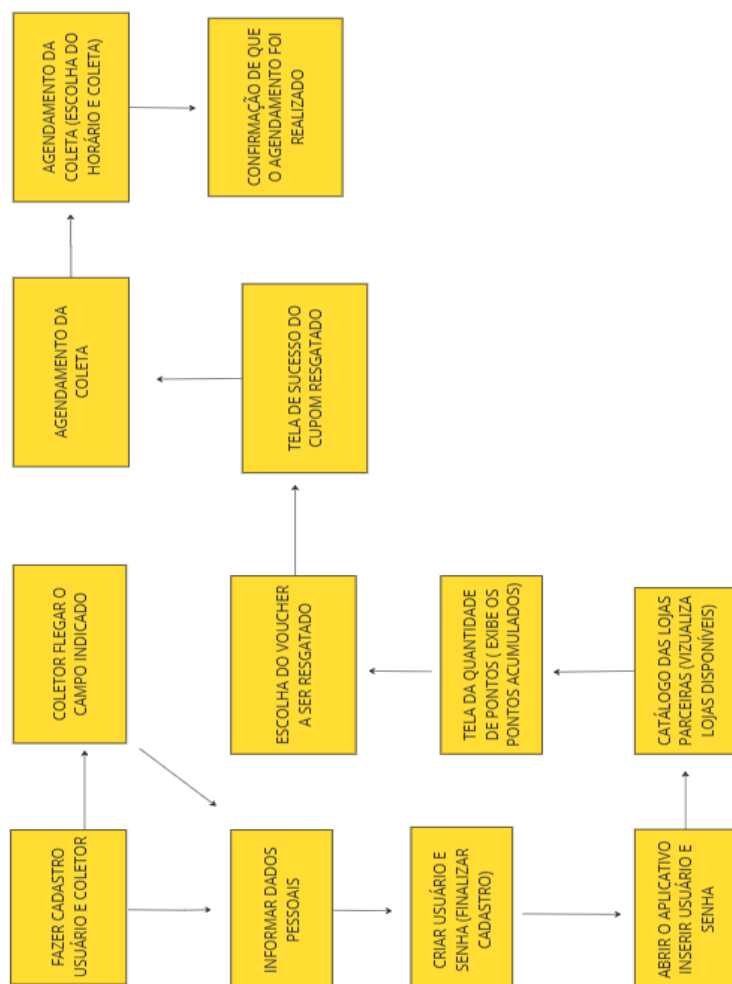 FAZER CADASTRO
USUÁRIO E COLETOR
COLETOR FLEGAR O
CAMPO INDICADO
INFORMAR DADOS
PESSOAIS
CRIAR USUÁRIO E
SENHA (FINALIZAR
CADASTRO)
ABRIR O APLICATIVO
INSERIR USUÁRIO E
SENHA
CATÁLOGO DAS LOJAS
PARCEIRAS (VIZUALIZA
LOJAS DISPONÍVEIS)
TELA DA QUANTIDADE
DE PONTOS ( EXIBE OS
PONTOS ACUMULADOS)
ESCOLHA DO VOUCHER
A SER RESGATADO
TELA DE SUCESO DO
CUPOM RESGATADO
AGENDAMENTO DA
COLETA
AGENDAMENTO DA
COLETA (ESCOLHA DO
HORÁRIO E COLETA)
CONFIRMAÇÃO DE QUE
O AGENDAMENTO FOI
REALIZADO